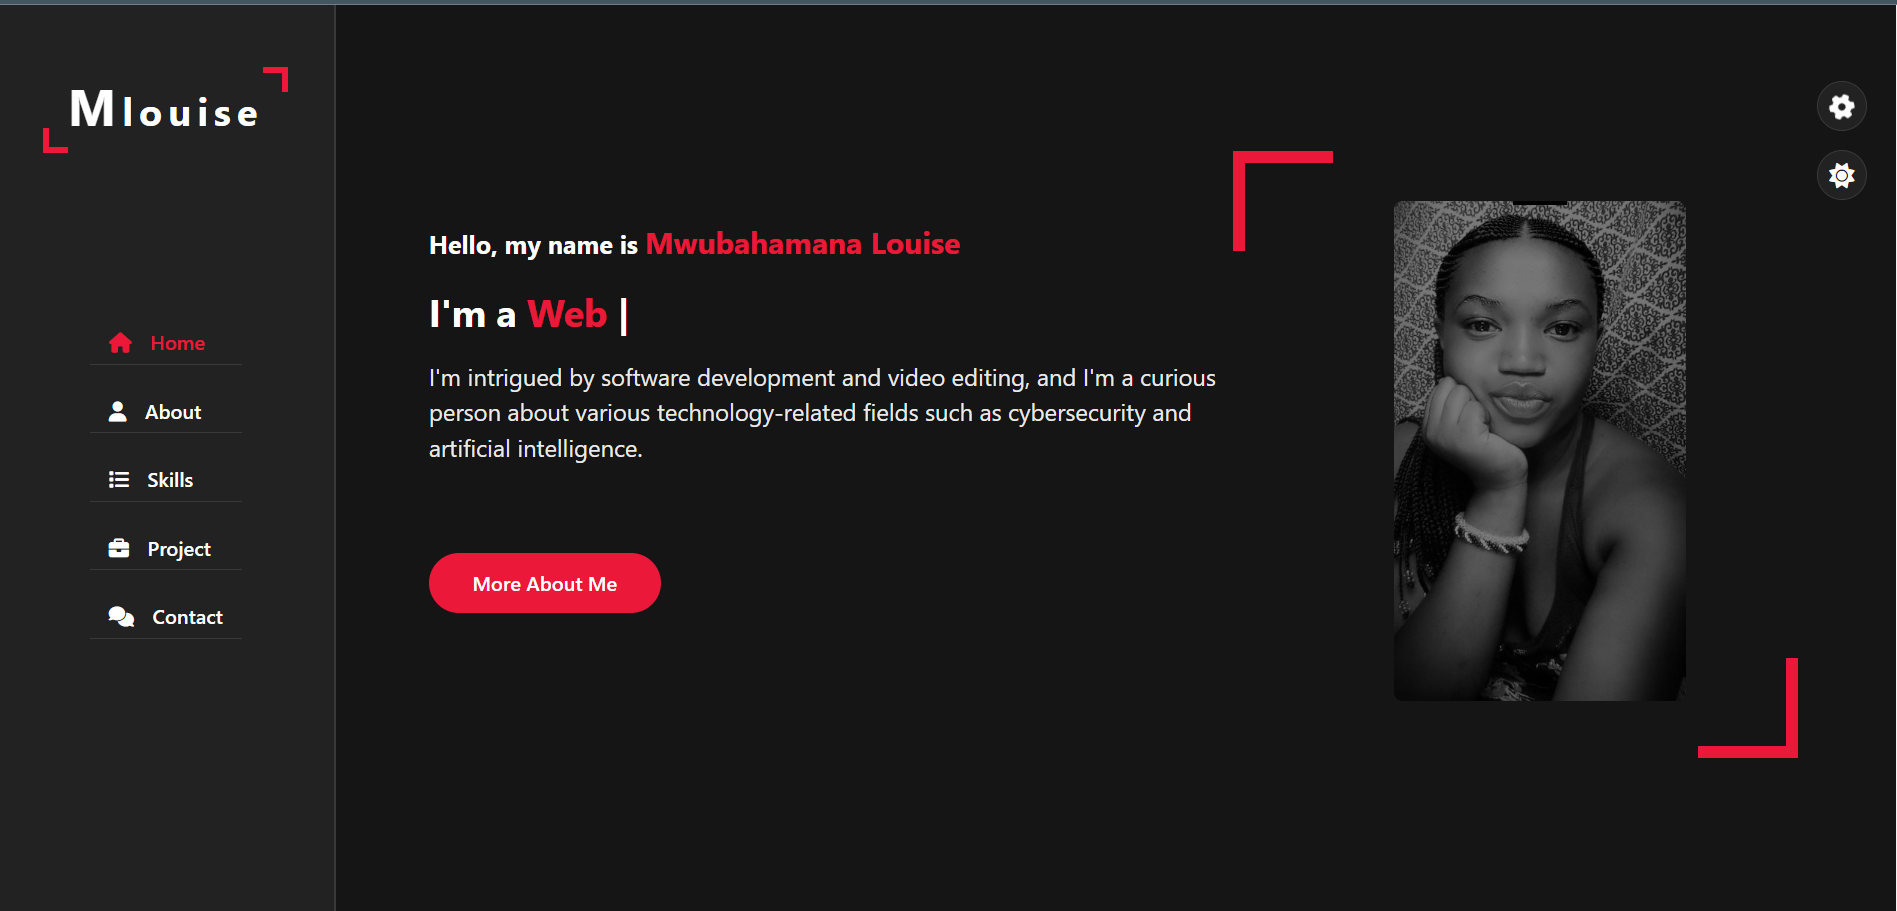 Mlouise
Home
About
Skills
Project
Contact
Hello, my name is Mwubahamana Louise
I'm a Web |
I'm intrigued by software development and video editing, and I'm a curious
person about various technology-related fields such as cybersecurity and
artificial intelligence.
More About Me